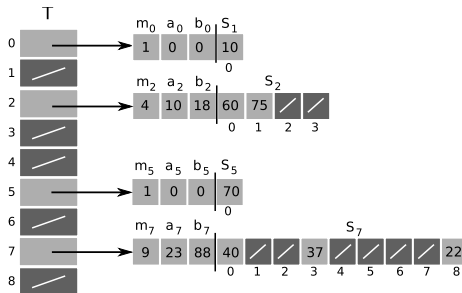 T
m0 a0 b0 S1
0 1 0 0 10
0
1
m2 a2 b2 S2
2 4 10 18 60 75
0 1 2 3
3
4
m5 a5 b5 S5
5 1 0 0 70
0
6
m7 a7 b7 S7
7 9 23 88 40 37 22
0 1 2 3 4 5 6 7 8
8